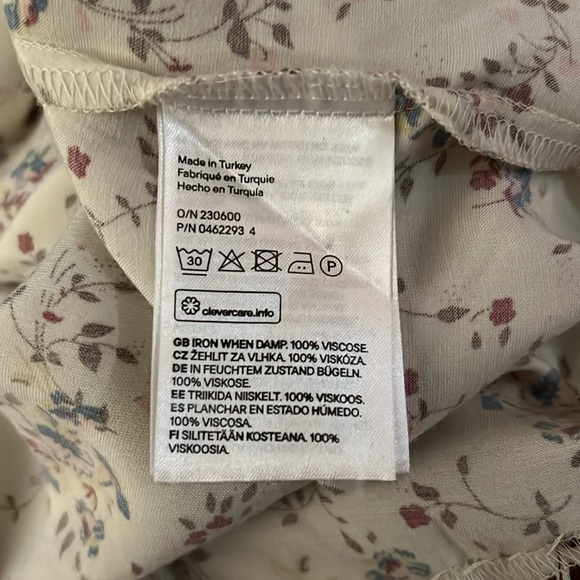 Made in Turkey
Fabriqué en Turquie
Hecho en Turquía
O/N 230600
P/N 0462293 4
30
P
clevercare.info
GB IRON WHEN DAMP. 100% VISCOSE.
CZ ŽEHLIT ZA VLHKA. 100% VISKÓZA.
DE IN FEUCHTEM ZUSTAND BÜGELN.
100% VISKOSE.
EE TRIIKIDA NIISKELT. 100% VISKOOS.
ES PLANCHAR EN ESTADO HÚMEDO.
100% VISCOSA.
FI SILITETÄÄN KOSTEANA. 100%
VISKOOSIA.